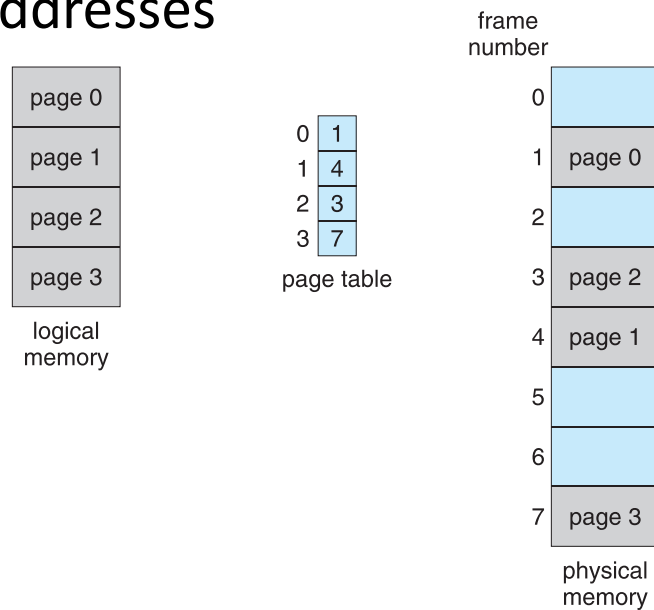 ddresses
page 0
page 1
page 2
page 3
logical
memory
0 1
1 4
2 3
3 7
page table
frame
number
0
1 page 0
2
3 page 2
4 page 1
5
6
7 page 3
physical
memory